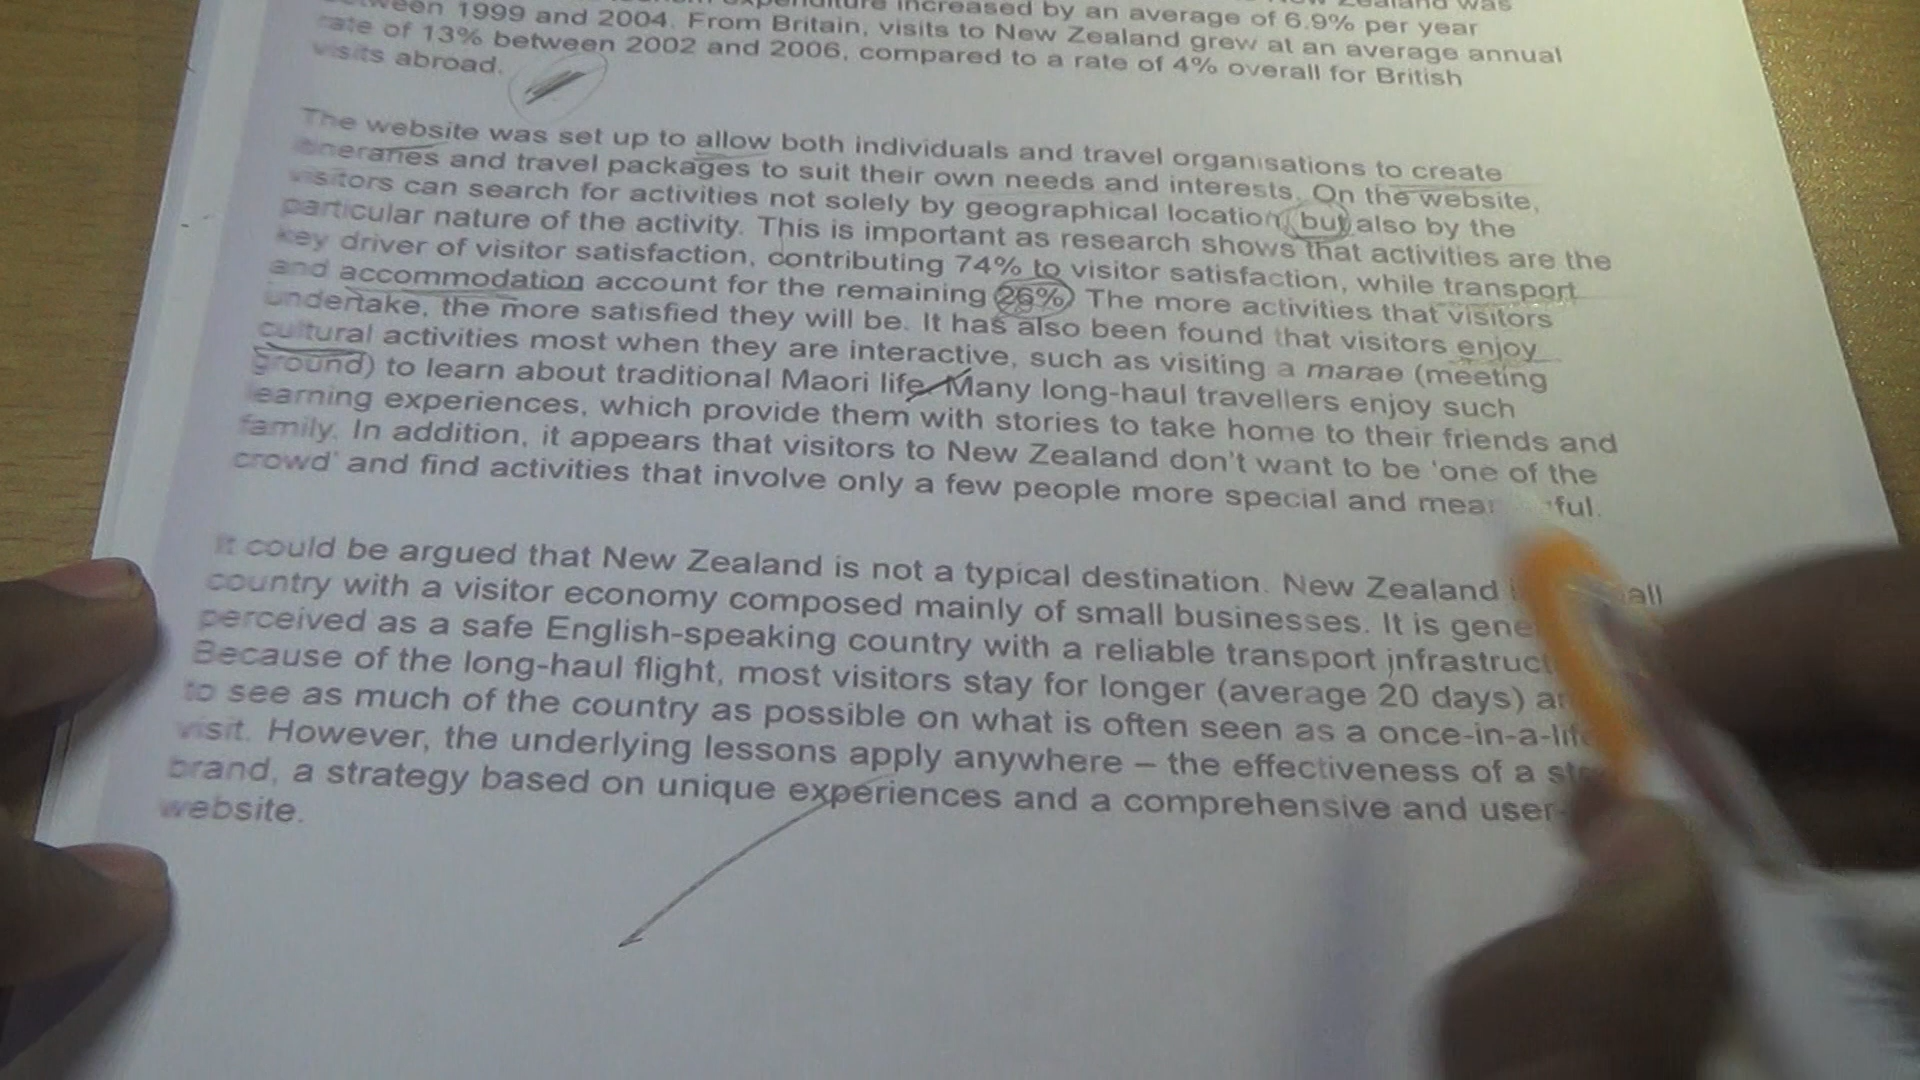 expenditure increased by an average of 6.9% per year
between 1999 and 2004. From Britain, visits to New Zealand grew at an average annual
rate of 13% between 2002 and 2006, compared to a rate of 4% overall for British
visits abroad.
The website was set up to allow both individuals and travel organisations to create
itineraries and travel packages to suit their own needs and interests. On the website,
visitors can search for activities not solely by geographical location, but also by the
particular nature of the activity. This is important as research shows that activities are the
key driver of visitor satisfaction, contributing 74% to visitor satisfaction, while transport
and accommodation account for the remaining 26%. The more activities that visitors
undertake, the more satisfied they will be. It has also been found that visitors enjoy
cultural activities most when they are interactive, such as visiting a marae (meeting
ground) to learn about traditional Maori life. Many long-haul travellers enjoy such
learning experiences, which provide them with stories to take home to their friends and
family. In addition, it appears that visitors to New Zealand don't want to be 'one of the
crowd' and find activities that involve only a few people more special and
It could be argued that New Zealand is not a typical destination. New Zealand
country with a visitor economy composed mainly of small businesses. It is
perceived as a safe English-speaking country with a reliable transport
Because of the long-haul flight, most visitors stay for longer (average 20 days)
to see as much of the country as possible on what is often seen as a
visit. However, the underlying lessons apply anywhere – the effectiveness of a
brand, a strategy based on unique experiences and a comprehensive and
website.